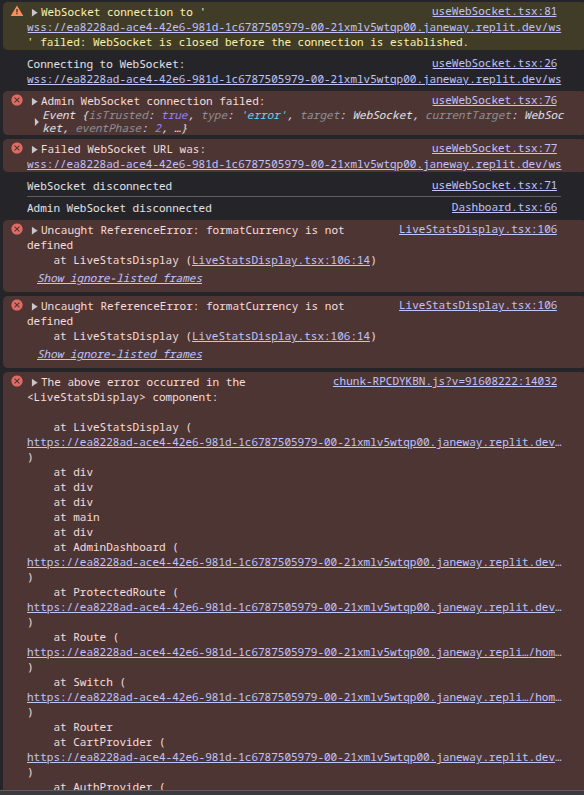 WebSocket connection to '
useWebSocket.tsx:81
wss://ea8228ad-ace4-42e6-981d-1c6787505979-00-21xmlv5wtqp00.janeway.replit.dev/ws
' failed: WebSocket is closed before the connection is established.
Connecting to WebSocket:
useWebSocket.tsx:26
wss://ea8228ad-ace4-42e6-981d-1c6787505979-00-21xmlv5wtqp00.janeway.replit.dev/ws
Admin WebSocket connection failed:
useWebSocket.tsx:76
Event {isTrusted: true, type: 'error', target: WebSocket, currentTarget: WebSoc
ket, eventPhase: 2, …}
Failed WebSocket URL was:
useWebSocket.tsx:77
wss://ea8228ad-ace4-42e6-981d-1c6787505979-00-21xmlv5wtqp00.janeway.replit.dev/ws
WebSocket disconnected
useWebSocket.tsx:71
Admin WebSocket disconnected
Dashboard.tsx:66
Uncaught ReferenceError: formatCurrency is not
LiveStatsDisplay.tsx:106
defined
at LiveStatsDisplay (LiveStatsDisplay.tsx:106:14)
Show ignore-listed frames
Uncaught ReferenceError: formatCurrency is not
LiveStatsDisplay.tsx:106
defined
at LiveStatsDisplay (LiveStatsDisplay.tsx:106:14)
Show ignore-listed frames
The above error occurred in the
chunk-RPCDYKBN.js?v=91608222:14032
<LiveStatsDisplay> component:
at LiveStatsDisplay (
https://ea8228ad-ace4-42e6-981d-1c6787505979-00-21xmlv5wtqp00.janeway.replit.dev…
)
at div
at div
at div
at main
at div
at AdminDashboard (
https://ea8228ad-ace4-42e6-981d-1c6787505979-00-21xmlv5wtqp00.janeway.replit.dev…
)
at ProtectedRoute (
https://ea8228ad-ace4-42e6-981d-1c6787505979-00-21xmlv5wtqp00.janeway.replit.dev…
)
at Route (
https://ea8228ad-ace4-42e6-981d-1c6787505979-00-21xmlv5wtqp00.janeway.repli…/hom…
)
at Switch (
https://ea8228ad-ace4-42e6-981d-1c6787505979-00-21xmlv5wtqp00.janeway.repli…/hom…
)
at Router
at CartProvider (
https://ea8228ad-ace4-42e6-981d-1c6787505979-00-21xmlv5wtqp00.janeway.replit.dev…
)
at AuthProvider (